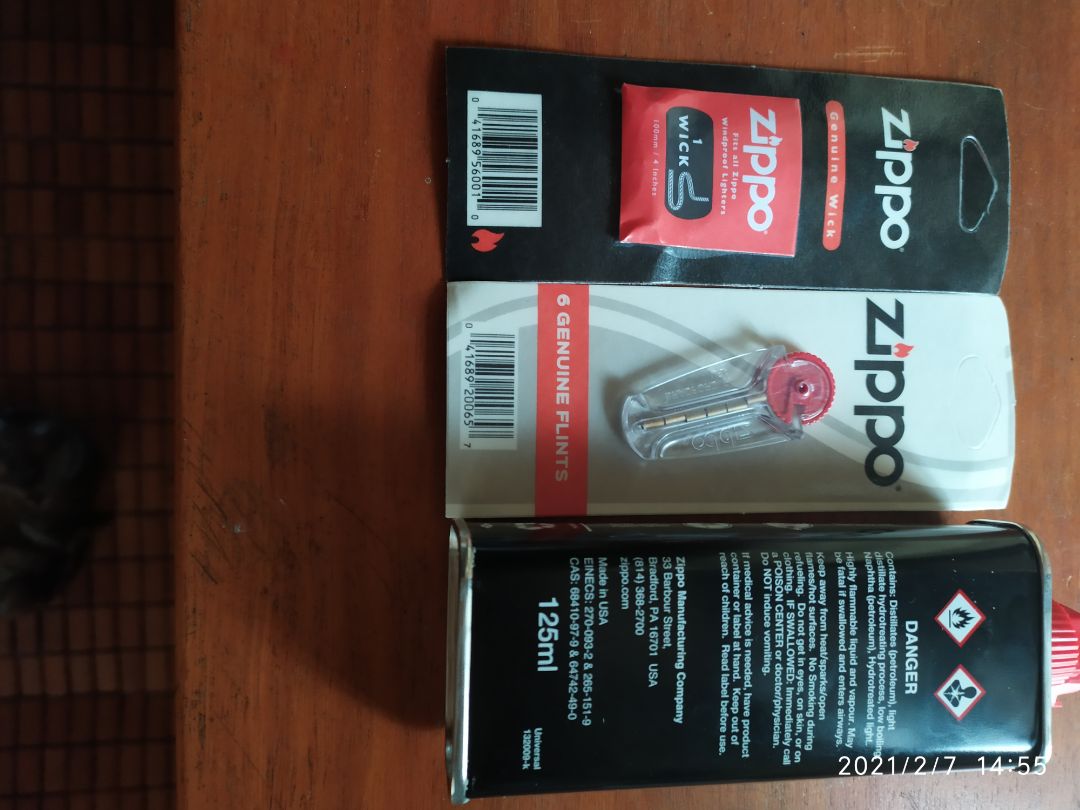 Zippo
Genuine Wick
Zippo
Fits all Zippo
Windproof Lighters
1
WICK
100mm / 4 inches
0 41689 56001 0
Zippo
6 GENUINE FLINTS
0 41689 20065 7
DANGER
Contains: Distillates (petroleum), light
distillate hydrotreating process, low boiling
Naphtha (petroleum), hydrotreated light.
Highly flammable liquid and vapour. May
be fatal if swallowed and enters airways.
Keep away from heat/sparks/open
flames/hot surfaces. No Smoking during
refueling. Do not get in eyes, on skin, or on
clothing. IF SWALLOWED: Immediately call
a POISON CENTER or doctor/physician.
Do NOT induce vomiting.
If medical advice is needed, have product
container or label at hand. Keep out of
reach of children. Read label before use.
Zippo Manufacturing Company
33 Barbour Street,
Bradford, PA 16701 USA
(814) 368-2700
zippo.com
Made in USA
EINECS: 270-093-2 & 265-151-9
CAS: 68410-97-9 & 64742-49-0
125ml
Universal
132009-k
2021/2/7 14:55